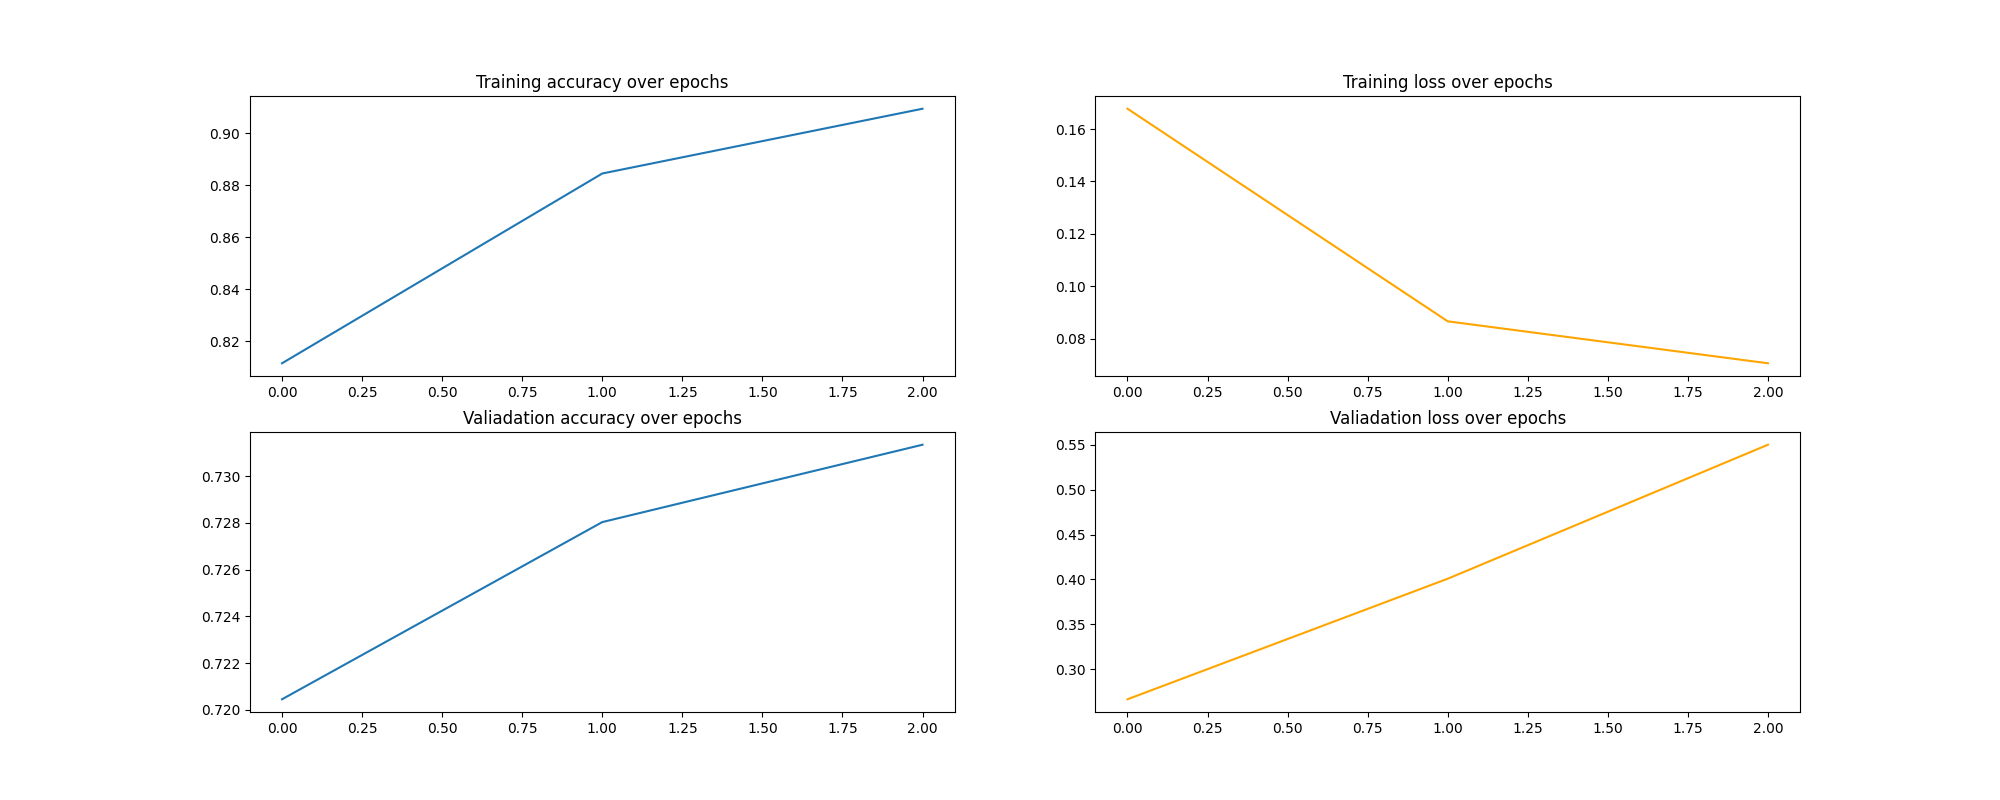 Training accuracy over epochs
0.90
0.88
0.86
0.84
0.82
0.00 0.25 0.50 0.75 1.00 1.25 1.50 1.75 2.00
Training loss over epochs
0.16
0.14
0.12
0.10
0.08
0.00 0.25 0.50 0.75 1.00 1.25 1.50 1.75 2.00
Valiadation accuracy over epochs
0.730
0.728
0.726
0.724
0.722
0.720
0.00 0.25 0.50 0.75 1.00 1.25 1.50 1.75 2.00
Valiadation loss over epochs
0.55
0.50
0.45
0.40
0.35
0.30
0.00 0.25 0.50 0.75 1.00 1.25 1.50 1.75 2.00